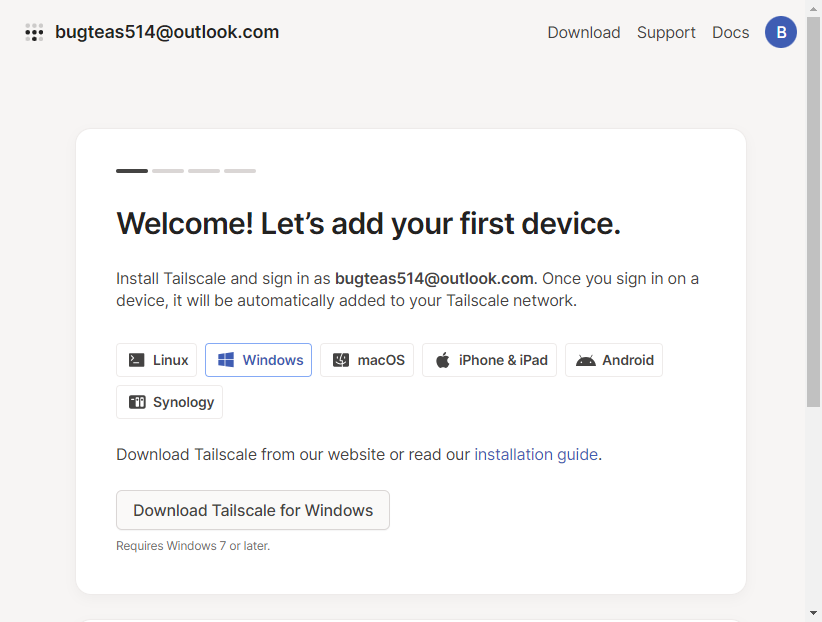 bugteas514@outlook.com
Download Support Docs B
Welcome! Let’s add your first device.
Install Tailscale and sign in as bugteas514@outlook.com. Once you sign in on a
device, it will be automatically added to your Tailscale network.
Linux Windows macOS iPhone & iPad Android
Synology
Download Tailscale from our website or read our installation guide.
Download Tailscale for Windows
Requires Windows 7 or later.